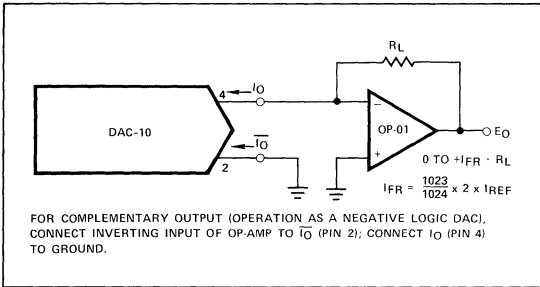 RL
4
IO
DAC-10
IO
2
−
OP-01
+
EO
0 TO +IFR · RL
IFR = 1023/1024 x 2 x IREF
FOR COMPLEMENTARY OUTPUT (OPERATION AS A NEGATIVE LOGIC DAC),
CONNECT INVERTING INPUT OF OP-AMP TO I̅O̅ (PIN 2); CONNECT IO (PIN 4)
TO GROUND.